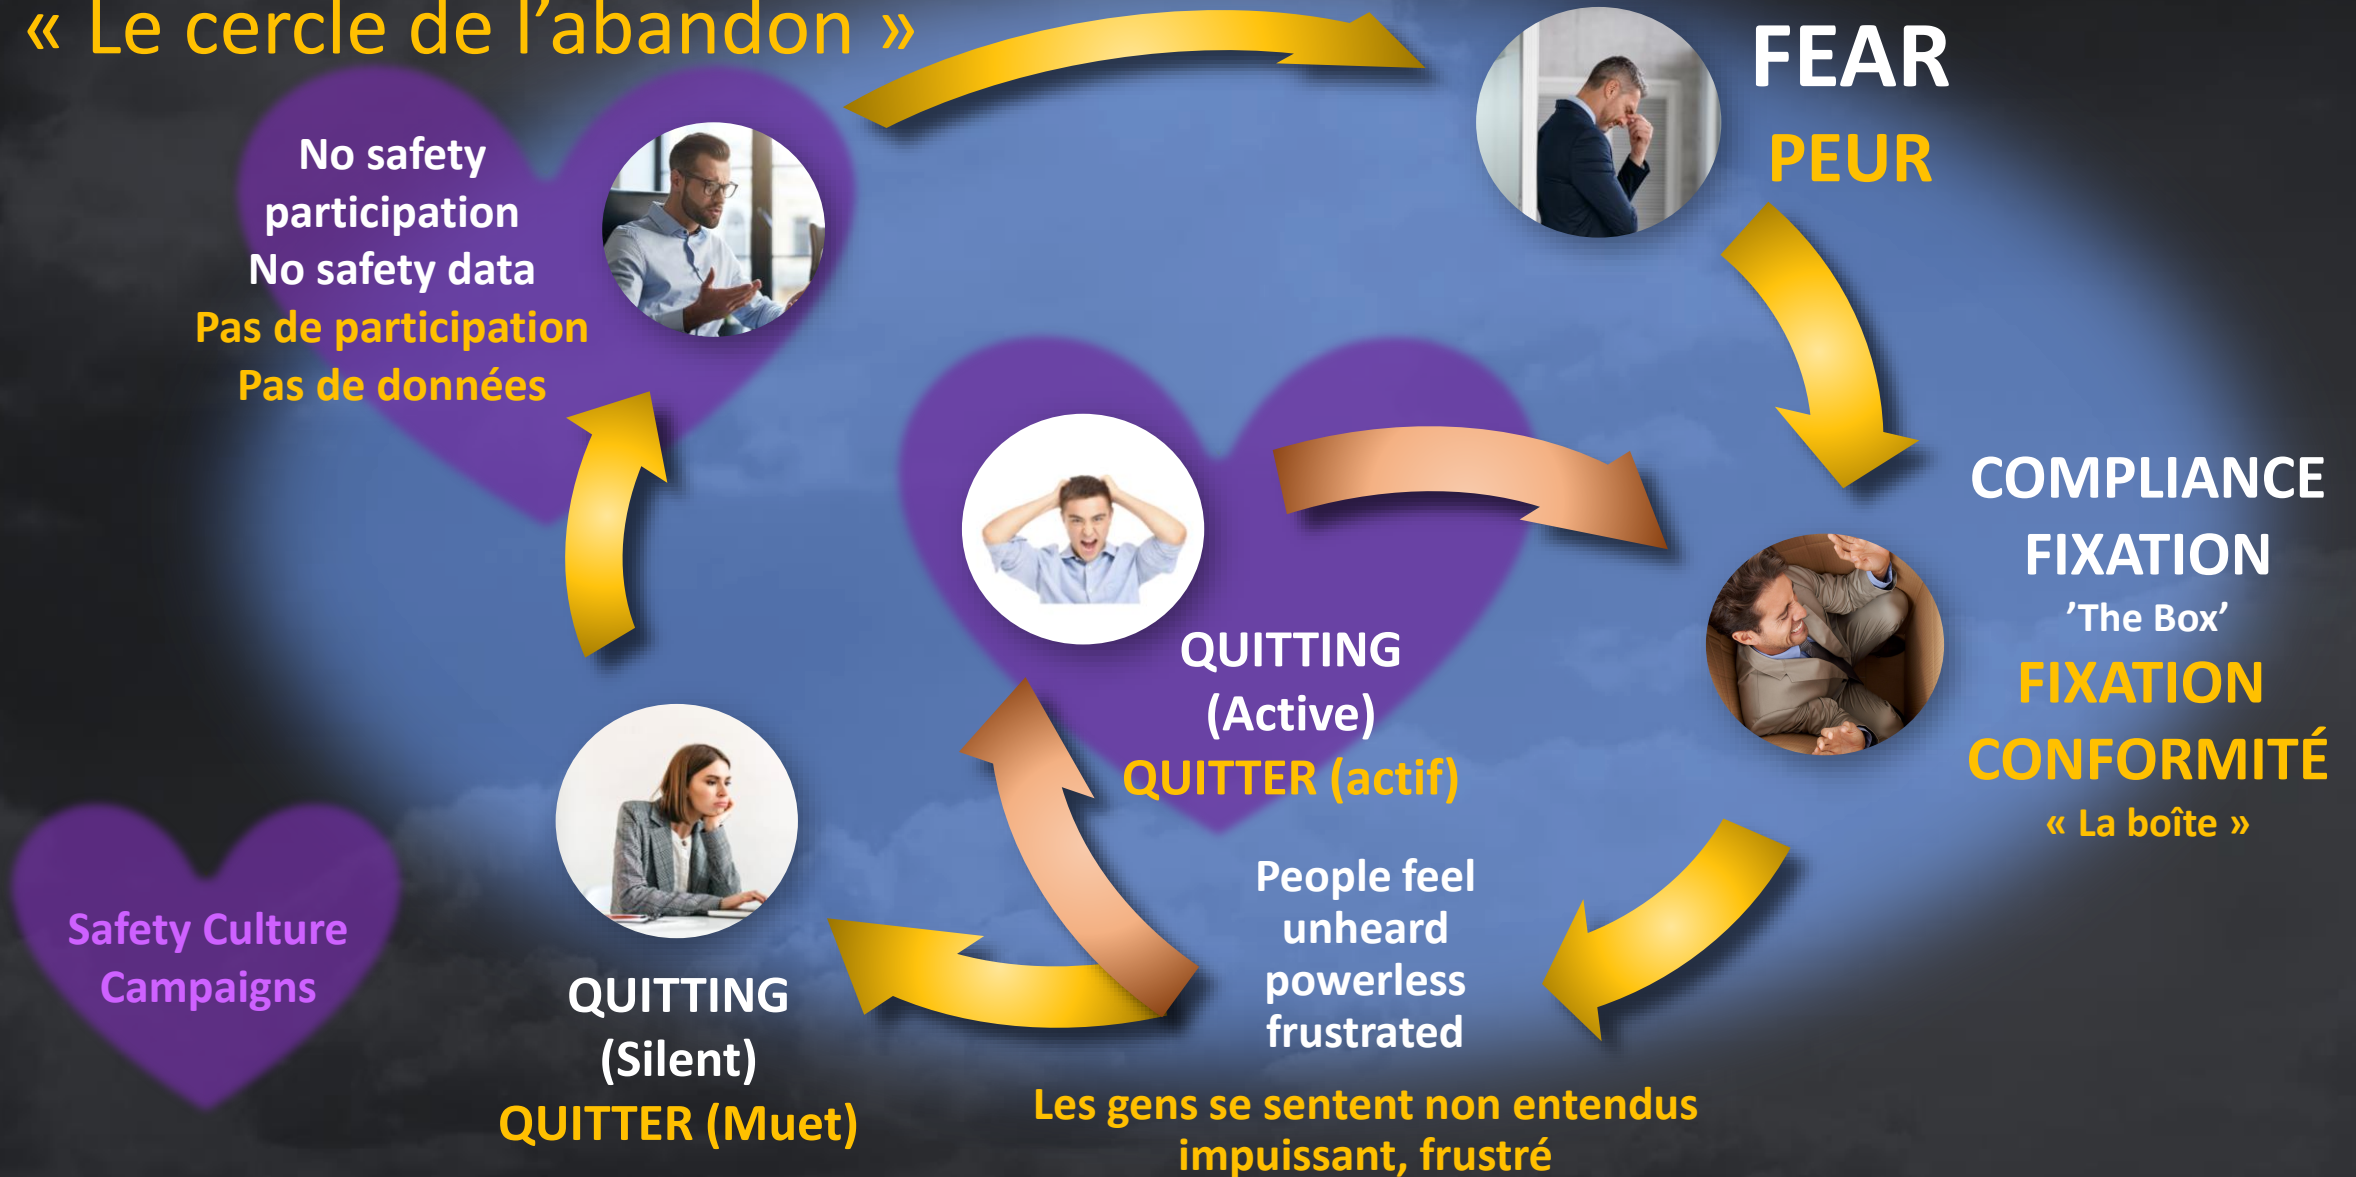 « Le cercle de l’abandon »
FEAR
PEUR
No safety
participation
No safety data
Pas de participation
Pas de données
COMPLIANCE
FIXATION
’The Box’
FIXATION
CONFORMITÉ
« La boîte »
QUITTING
(Active)
QUITTER (actif)
People feel
unheard
powerless
frustrated
Les gens se sentent non entendus
impuissant, frustré
QUITTING
(Silent)
QUITTER (Muet)
Safety Culture
Campaigns